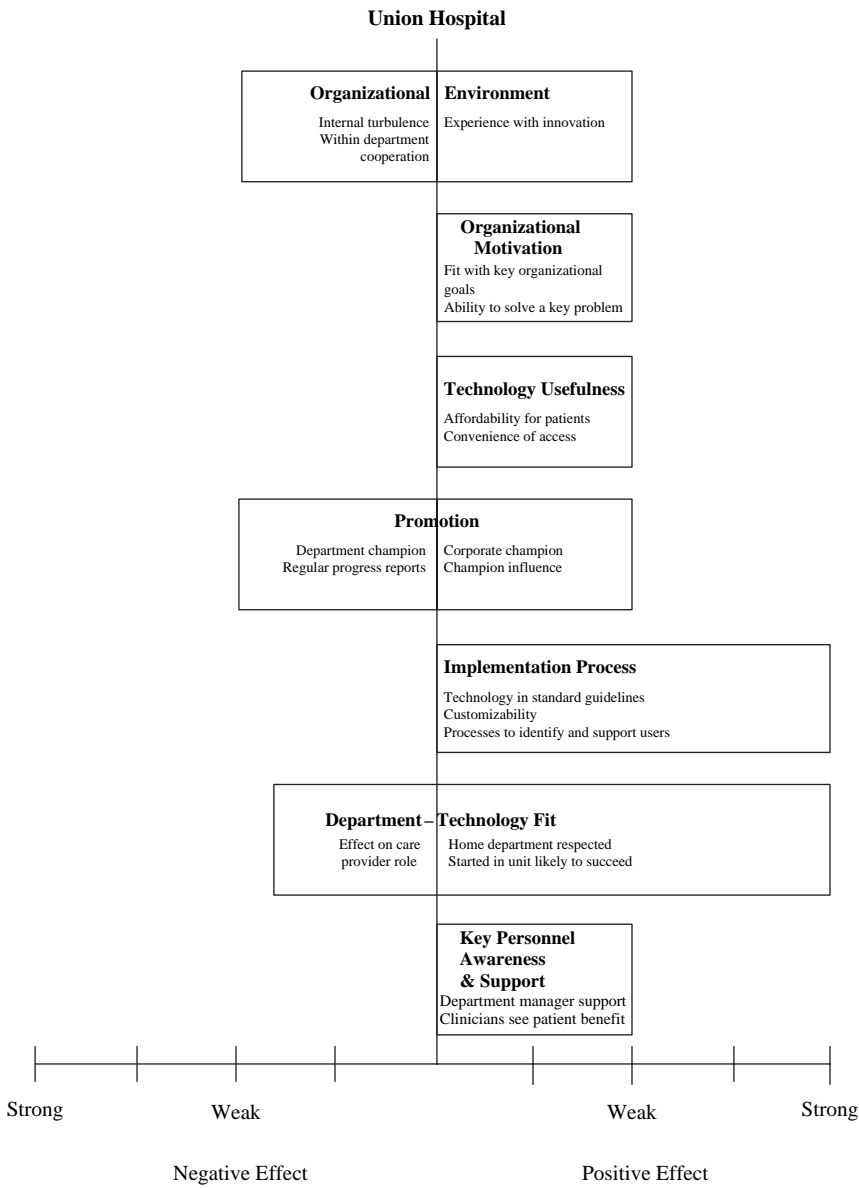 Union Hospital
Organizational Environment
Internal turbulence
Within department
cooperation
Experience with innovation
Organizational
Motivation
Fit with key organizational
goals
Ability to solve a key problem
Technology Usefulness
Affordability for patients
Convenience of access
Promotion
Department champion
Regular progress reports
Corporate champion
Champion influence
Implementation Process
Technology in standard guidelines
Customizability
Processes to identify and support users
Department–Technology Fit
Effect on care
provider role
Home department respected
Started in unit likely to succeed
Key Personnel
Awareness
& Support
Department manager support
Clinicians see patient benefit
Strong
Weak
Weak
Strong
Negative Effect
Positive Effect